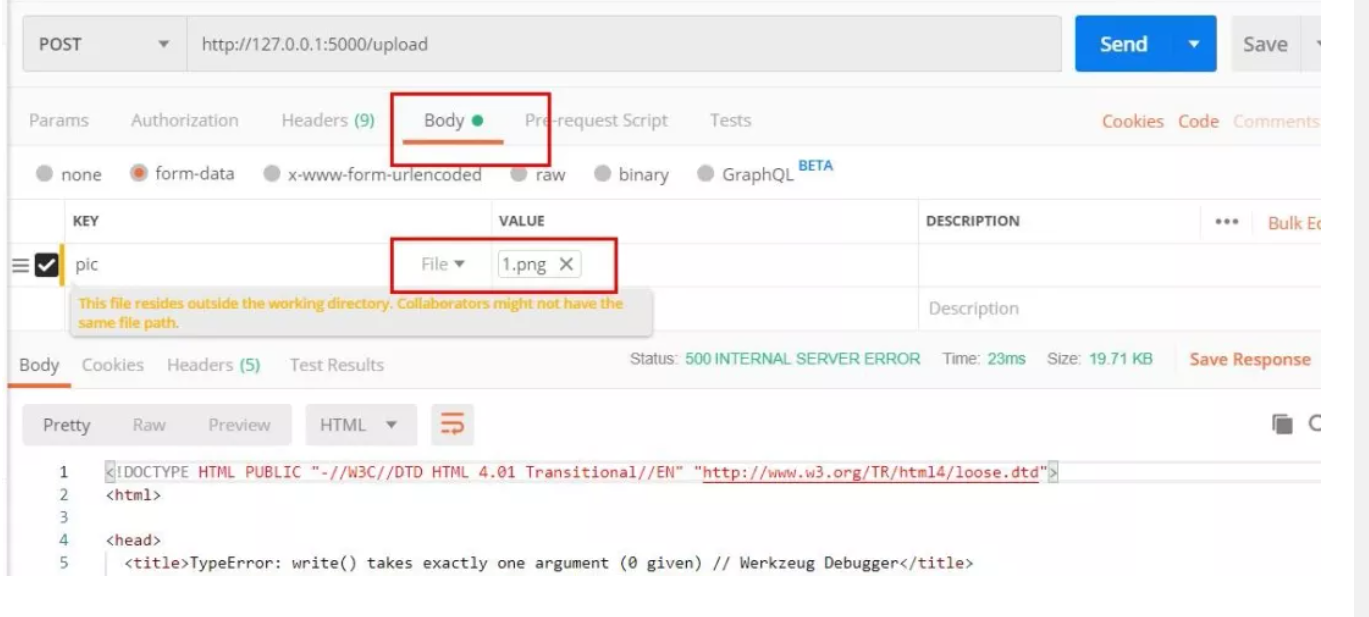 POST http://127.0.0.1:5000/upload Send Save
Params Authorization Headers (9) Body Pre-request Script Tests Cookies Code Comments
none form-data x-www-form-urlencoded raw binary GraphQL BETA
KEY VALUE DESCRIPTION ••• Bulk
pic File 1.png
This file resides outside the working directory. Collaborators might not have the
same file path.
Description
Body Cookies Headers (5) Test Results Status: 500 INTERNAL SERVER ERROR Time: 23ms Size: 19.71 KB Save Response
Pretty Raw Preview HTML
1 <!DOCTYPE HTML PUBLIC "-//W3C//DTD HTML 4.01 Transitional//EN" "http://www.w3.org/TR/html4/loose.dtd">
2 <html>
3
4 <head>
5 <title>TypeError: write() takes exactly one argument (0 given) // Werkzeug Debugger</title>